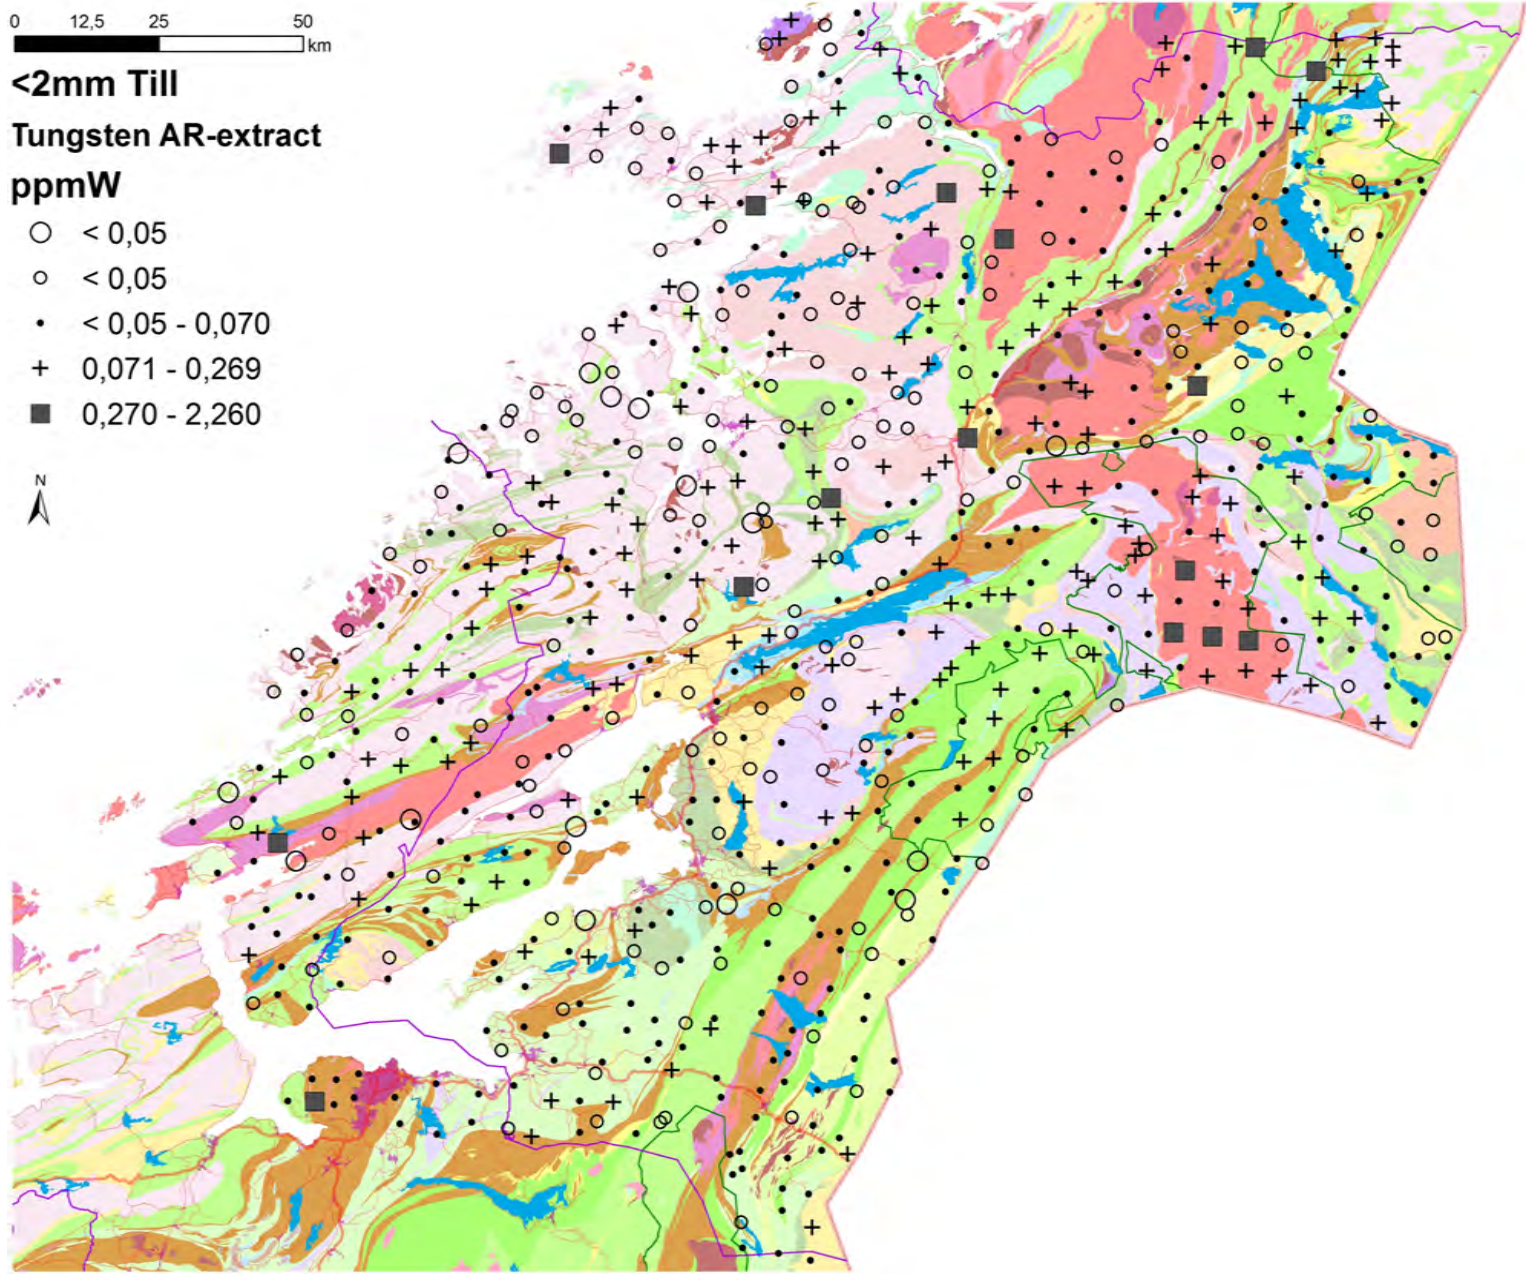 0 12,5 25 50
km
<2mm Till
Tungsten AR-extract
ppmW
< 0,05
< 0,05
< 0,05 - 0,070
0,071 - 0,269
0,270 - 2,260
N